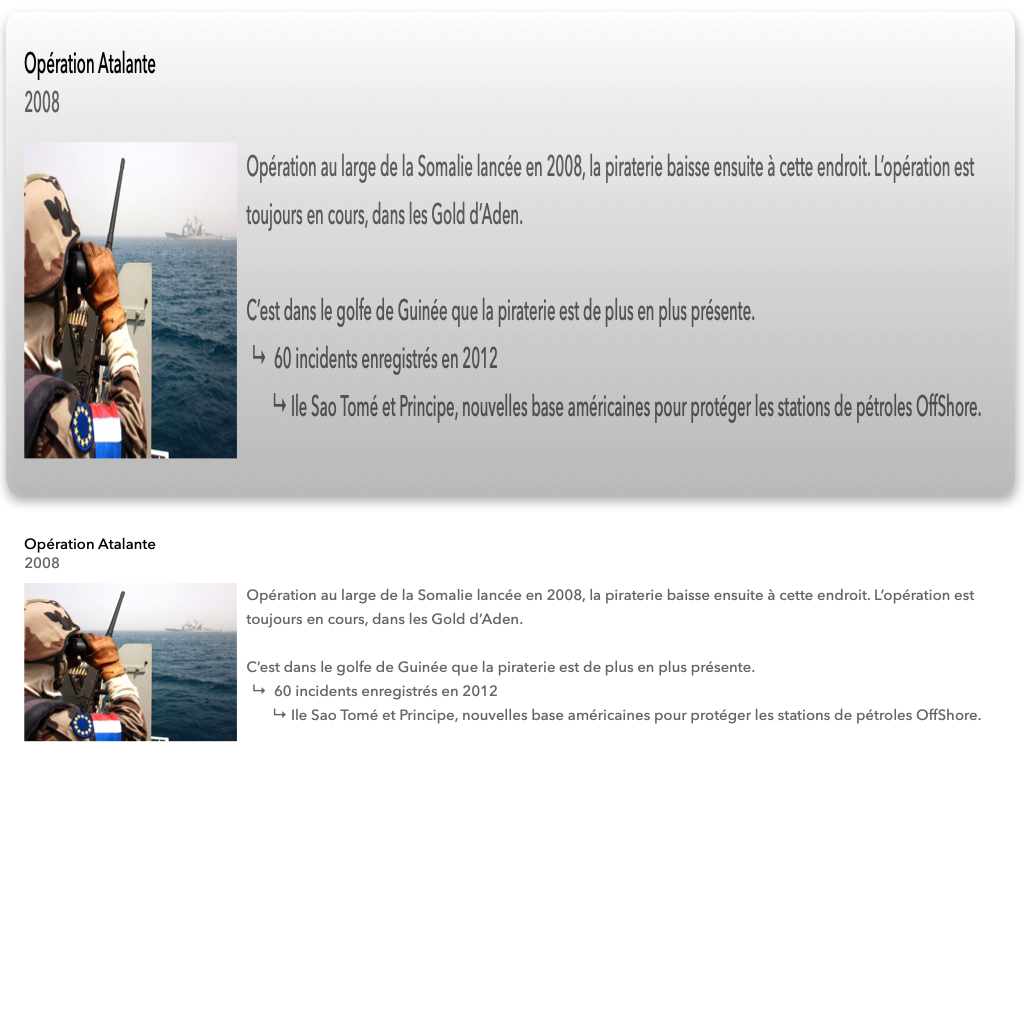 Opération Atalante
2008
Opération au large de la Somalie lancée en 2008, la piraterie baisse ensuite à cette endroit. L’opération est
toujours en cours, dans les Gold d’Aden.
C’est dans le golfe de Guinée que la piraterie est de plus en plus présente.
↳ 60 incidents enregistrés en 2012
↳ Ile Sao Tomé et Principe, nouvelles base américaines pour protéger les stations de pétroles OffShore.
Opération Atalante
2008
Opération au large de la Somalie lancée en 2008, la piraterie baisse ensuite à cette endroit. L’opération est
toujours en cours, dans les Gold d’Aden.
C’est dans le golfe de Guinée que la piraterie est de plus en plus présente.
↳ 60 incidents enregistrés en 2012
↳ Ile Sao Tomé et Principe, nouvelles base américaines pour protéger les stations de pétroles OffShore.